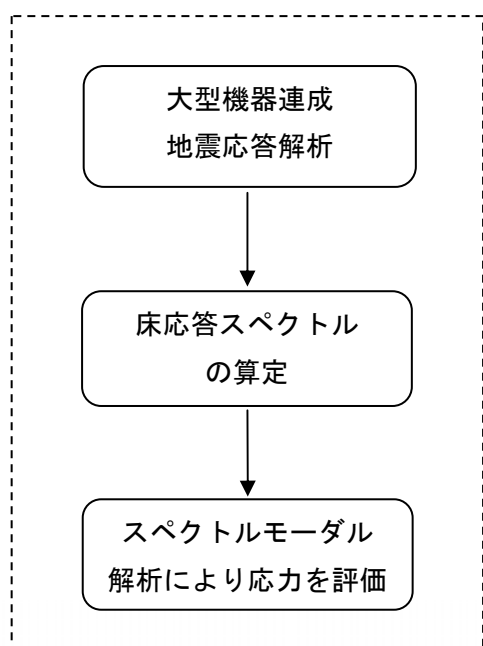 大型機器連成
地震応答解析
床応答スペクトル
の算定
スペクトルモーダル
解析により応力を評価